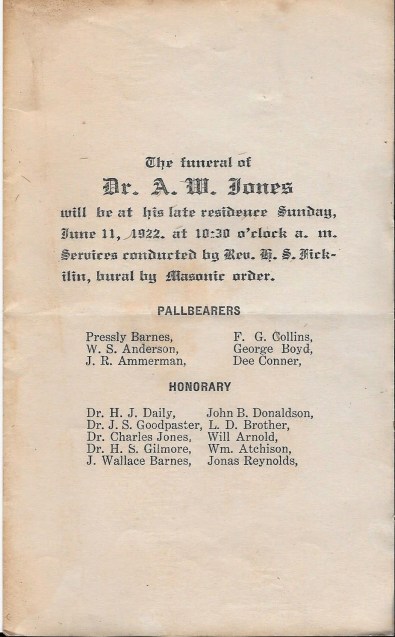 The funeral of
Dr. A. W. Jones
will be at his late residence Sunday,
June 11, 1922. at 10:30 o'clock a. m.
Services conducted by Rev. H. S. Fick-
ilin, bural by Masonic order.
PALLBEARERS
Pressly Barnes, F. G. Collins,
W. S. Anderson, George Boyd,
J. R. Ammerman, Dee Conner,
HONORARY
Dr. H. J. Daily, John B. Donaldson,
Dr. J. S. Goodpaster, L. D. Brother,
Dr. Charles Jones, Will Arnold,
Dr. H. S. Gilmore, Wm. Atchison,
J. Wallace Barnes, Jonas Reynolds,